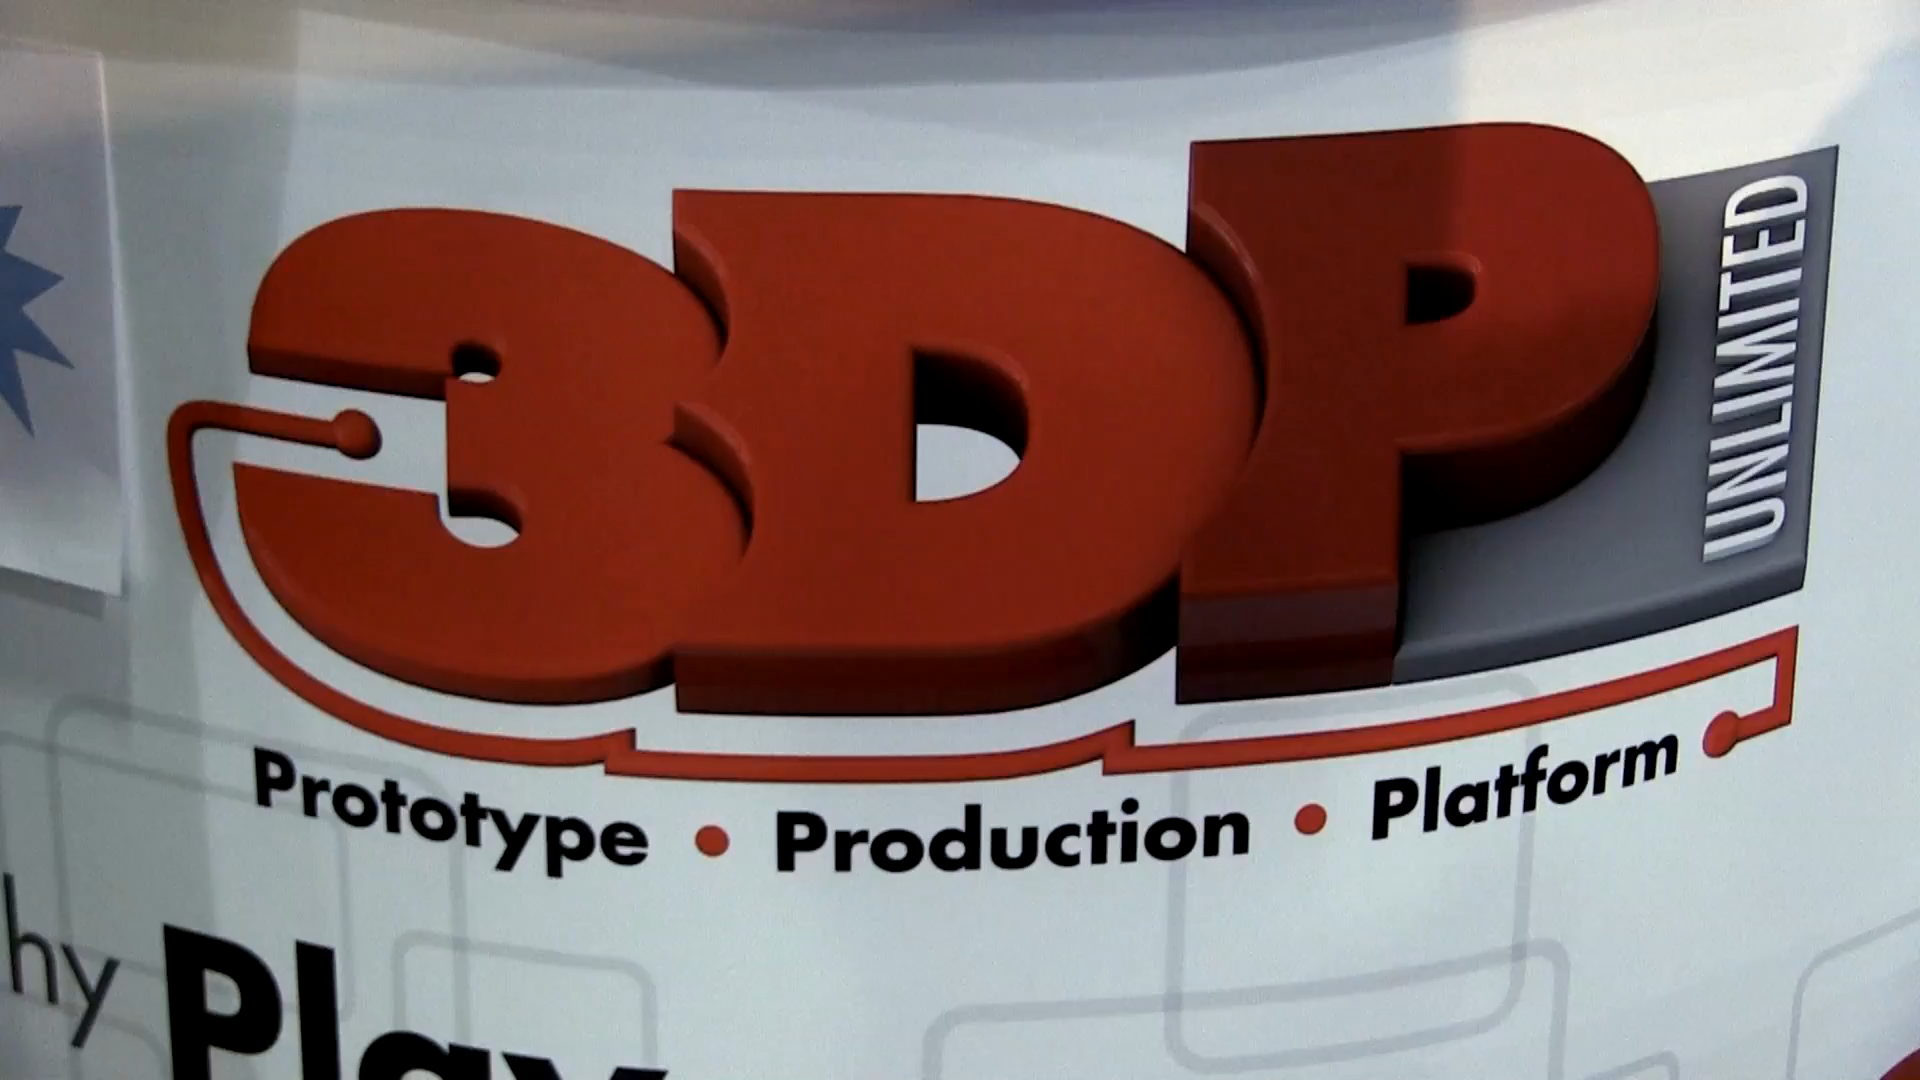 3DP
UNLIMITED
Prototype • Production • Platform